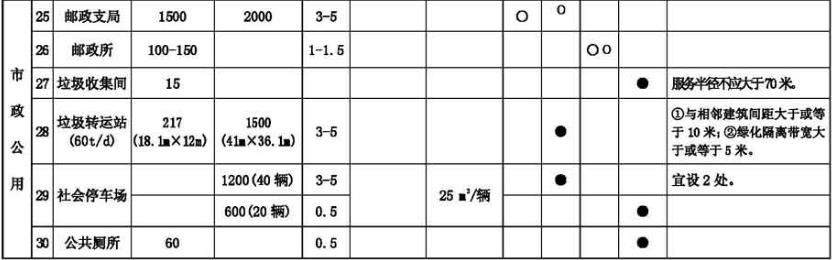 市政公用
25 邮政支局 1500 2000 3-5 ○ ○
26 邮政所 100-150 1-1.5 ○○
27 垃圾收集间 15 ● 服务半径不应大于70米。
28 垃圾转运站 (60t/d) 217 (18.1m×12m) 1500 (41m×36.1m) 3-5 ● ①与相邻建筑间距大于或等
于10米;②绿化隔离带宽大
于或等于5米。
29 社会停车场 1200(40辆) 3-5 25 m²/辆 ● 宜设2处。
600(20辆) 0.5 ●
30 公共厕所 60 0.5 ●